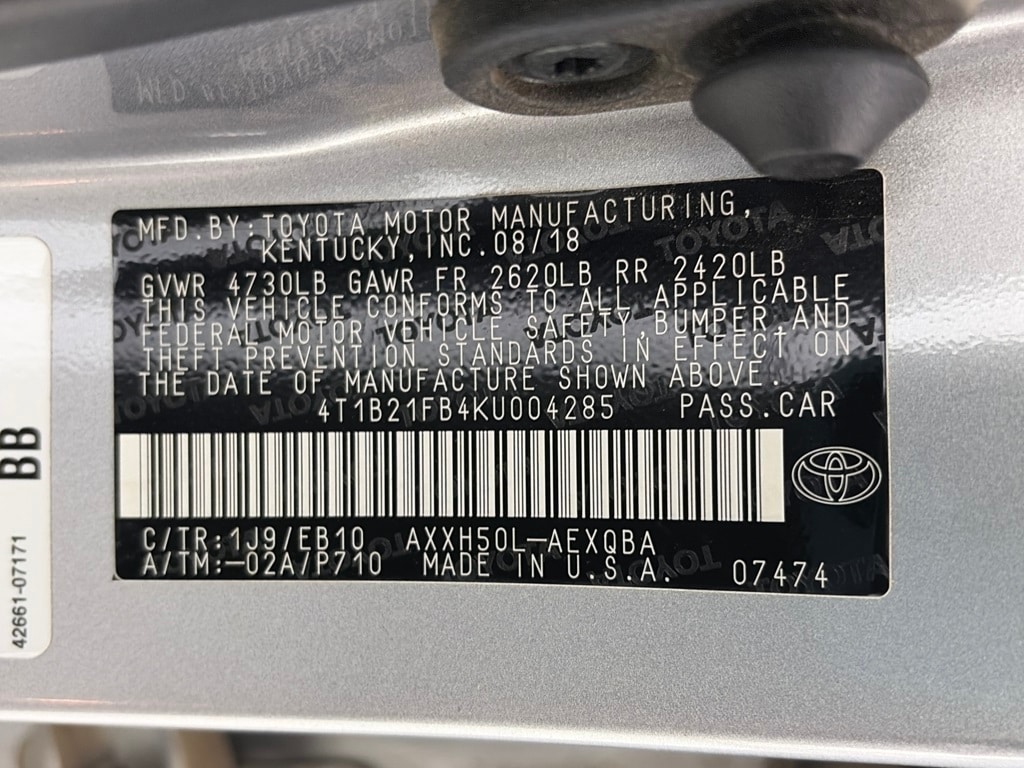 MFD.BY:TOYOTA MOTOR MANUFACTURING,
KENTUCKY,INC.08/18
GVWR 4730LB GAWR FR 2620LB RR 2420LB
THIS VEHICLE CONFORMS TO ALL APPLICABLE
FEDERAL MOTOR VEHICLE SAFETY,BUMPER,AND
THEFT PREVENTION STANDARDS IN EFFECT ON
THE DATE OF MANUFACTURE SHOWN ABOVE.
4T1B21FB4KU004285 PASS.CAR
C/TR:1J9/EB10 AXXH50L-AEXQBA
A/TM:-02A/P710 MADE IN U.S.A. 07474
BB
42661-07171